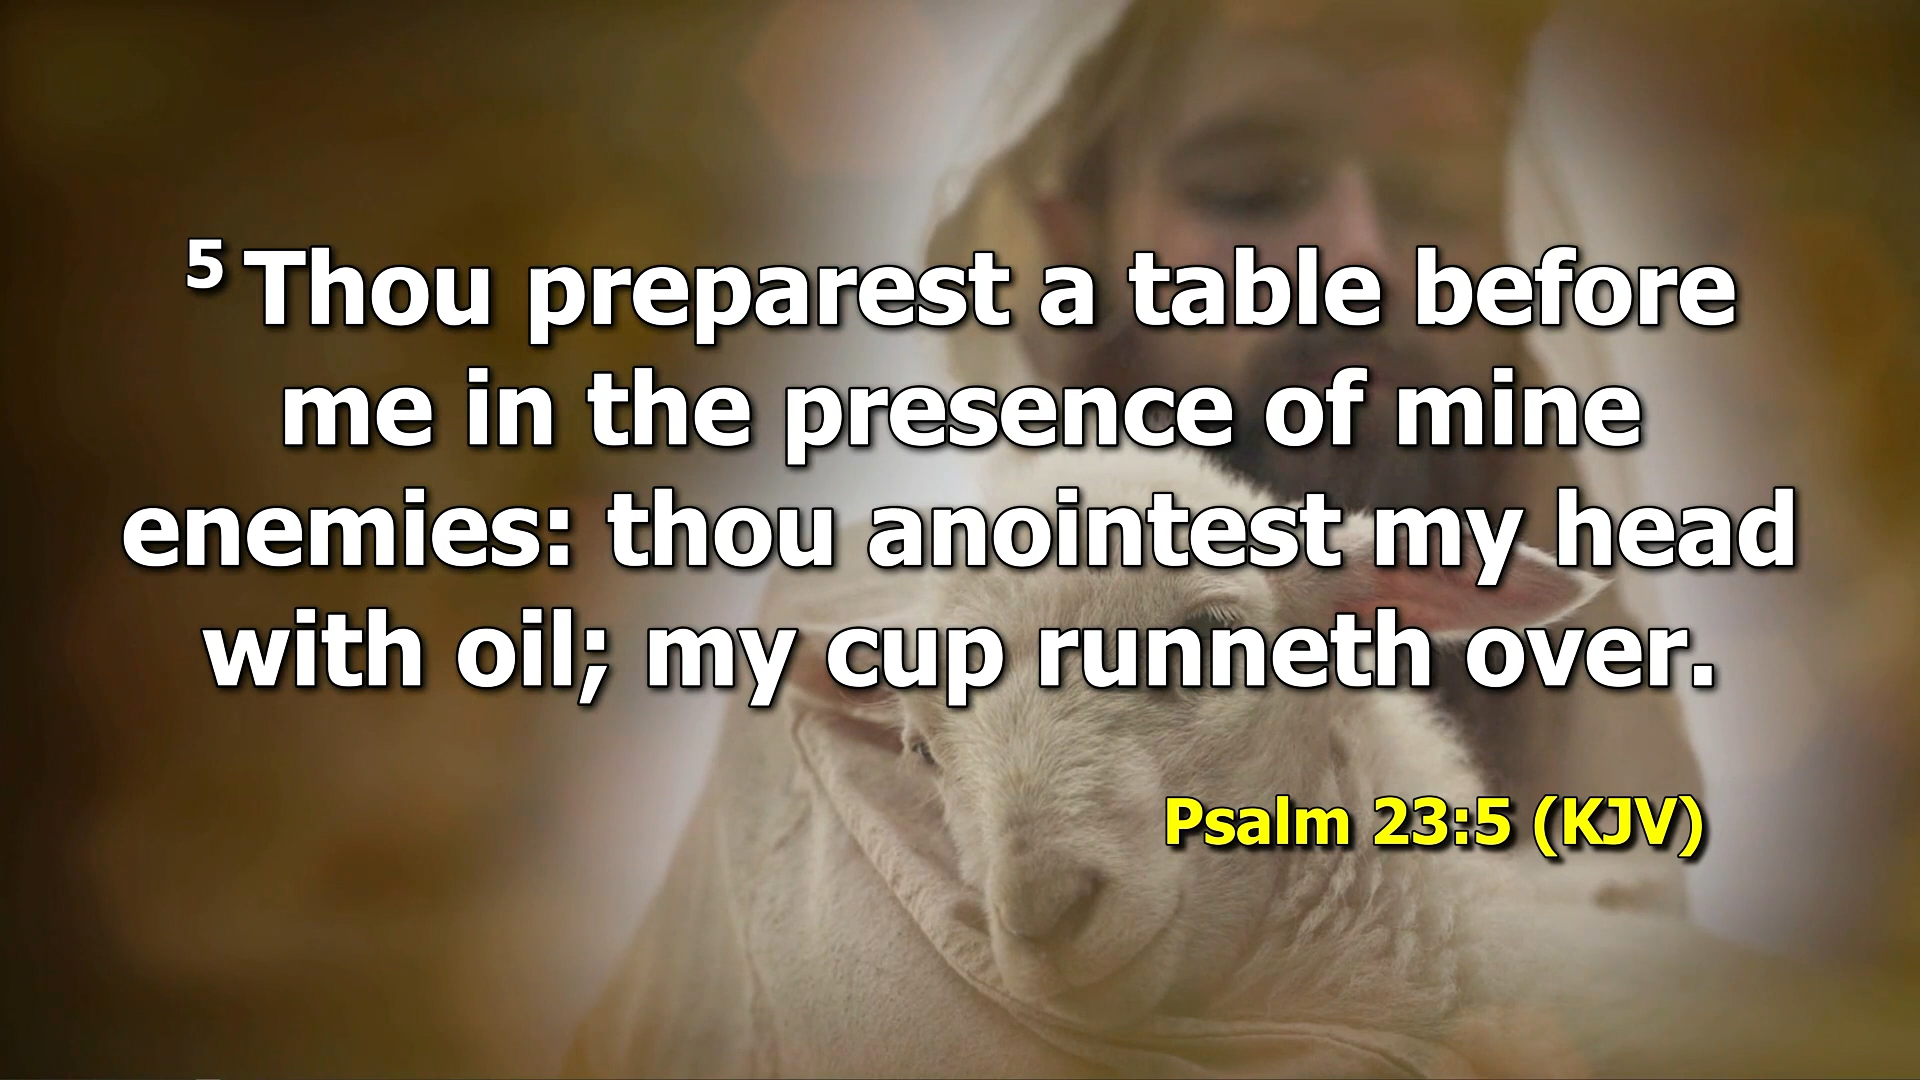 5 Thou preparest a table before
me in the presence of mine
enemies: thou anointest my head
with oil; my cup runneth over.
Psalm 23:5 (KJV)